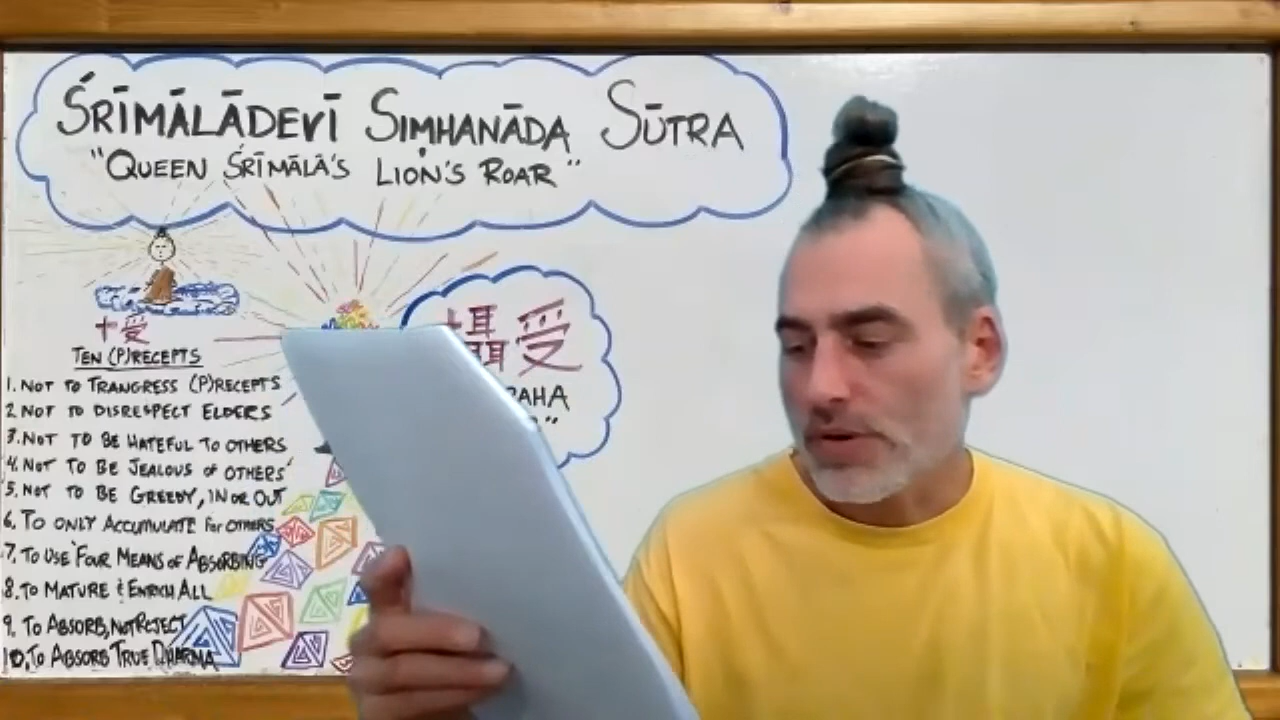 ŚRĪMĀLĀDEVĪ SIṂHANĀDA SŪTRA
"QUEEN ŚRĪMĀLĀ'S LION'S ROAR"
十受
TEN (P)RECEPTS
1. NOT TO TRANGRESS (P)RECEPTS
2 NOT TO DISRESPECT ELDERS
3. NOT TO BE HATEFUL TO OTHERS
4. NOT TO BE JEALOUS OF OTHERS'
5. NOT TO BE GREEDY, IN OR OUT
6. TO ONLY ACCUMULATE FOR OTHERS
7. TO USE 'FOUR MEANS OF ABSORBING'
8. TO MATURE & ENRICH ALL
9. TO ABSORB, NOT REJECT
10. TO ABSORB TRUE DHARMA
攝受
RAHA